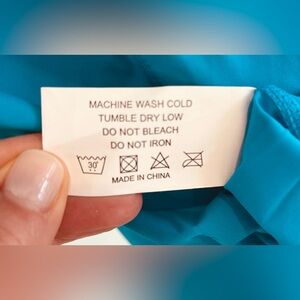 MACHINE WASH COLD
TUMBLE DRY LOW
DO NOT BLEACH
DO NOT IRON
30°
MADE IN CHINA